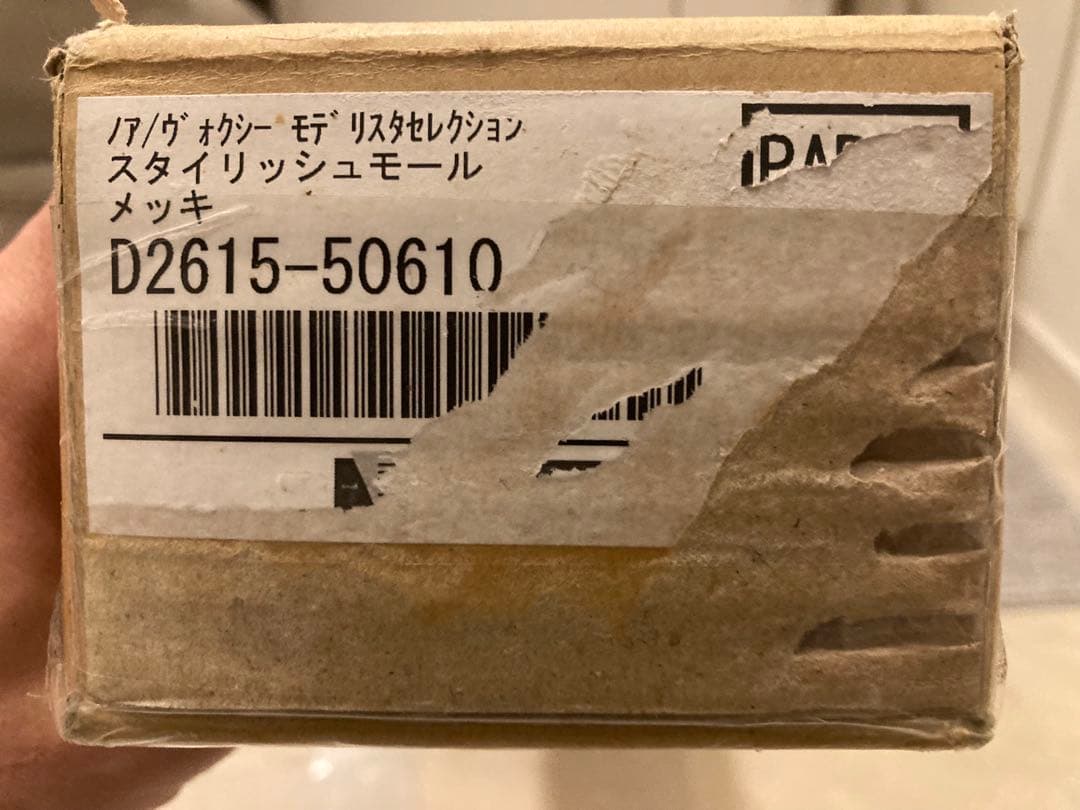 ﾉｱ/ｳﾞｫｸｼｰ ﾓﾃﾞﾘｽﾀｾﾚｸｼｮﾝ
スタイリッシュモール
メッキ
D2615-50610